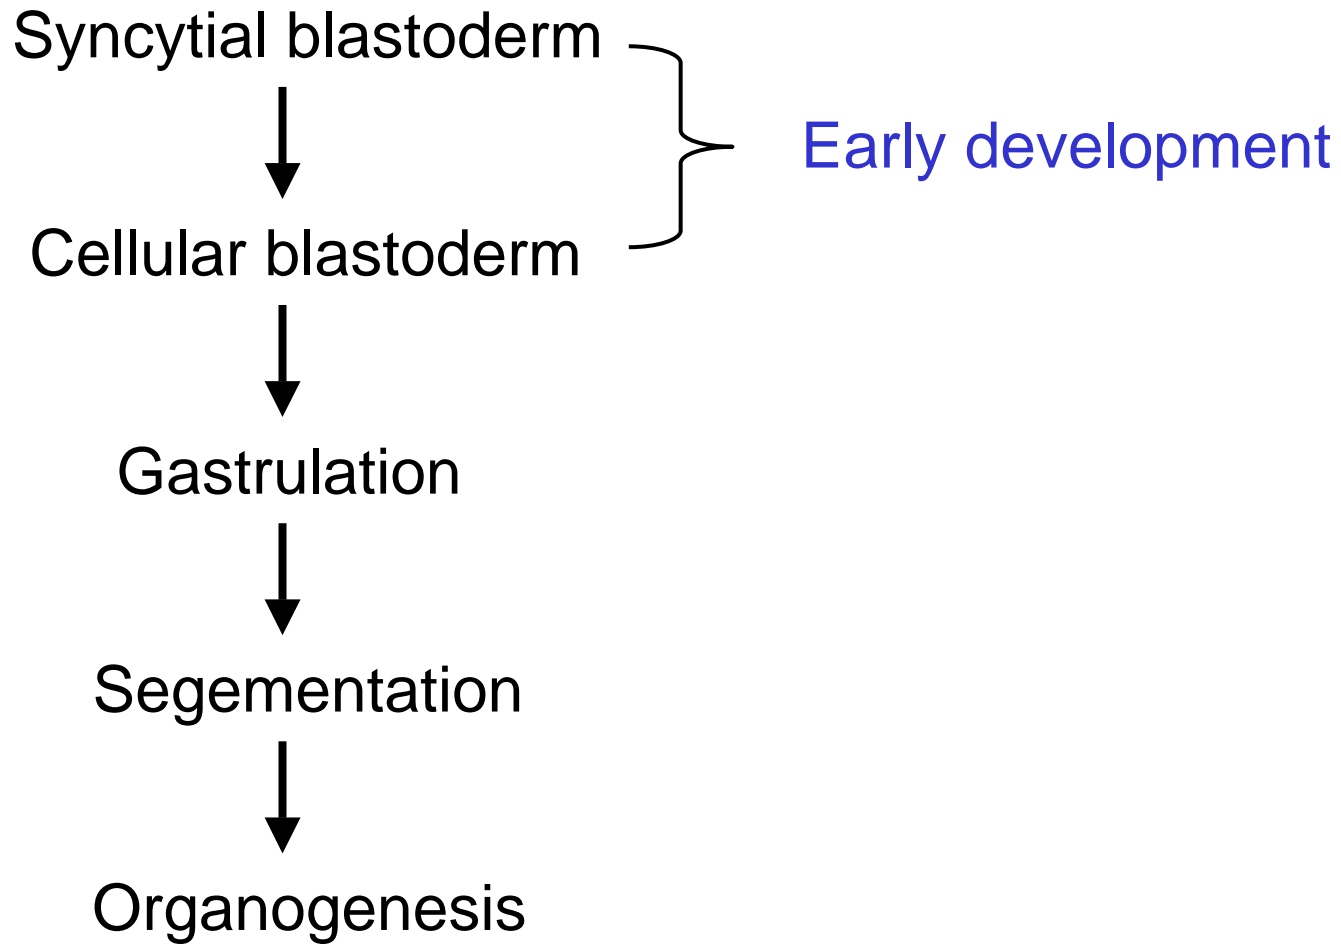 Syncytial blastoderm
Early development
Cellular blastoderm
Gastrulation
Segementation
Organogenesis